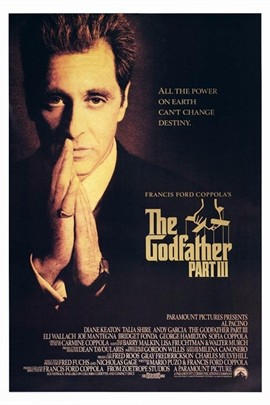 ALL THE POWER
ON EARTH
CAN'T CHANGE
DESTINY.
FRANCIS FORD COPPOLA'S
The
Godfather
PART III
PARAMOUNT PICTURES PRESENTS
AL PACINO
DIANE KEATON TALIA SHIRE ANDY GARCIA THE GODFATHER PART III
ELI WALLACH JOE MANTEGNA BRIDGET FONDA GEORGE HAMILTON SOFIA COPPOLA
CARMINE COPPOLA BARRY MALKIN, LISA FRUCHTMAN & WALTER MURCH
DEAN TAVOULARIS GORDON WILLIS MILENA CANONERO
FRED ROOS GRAY FREDERICKSON CHARLES MULVEHILL
FRED FUCHS NICHOLAS GAGE MARIO PUZO & FRANCIS FORD COPPOLA
FRANCIS FORD COPPOLA FROM ZOETROPE STUDIOS A PARAMOUNT PICTURE